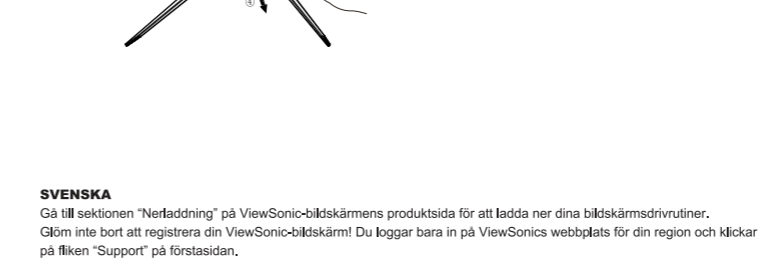 ④
SVENSKA
Gå till sektionen “Nerladdning” på ViewSonic-bildskärmens produktsida för att ladda ner dina bildskärmsdrivrutiner.
Glöm inte bort att registrera din ViewSonic-bildskärm! Du loggar bara in på ViewSonics webbplats för din region och klickar
på fliken “Support” på förstasidan.